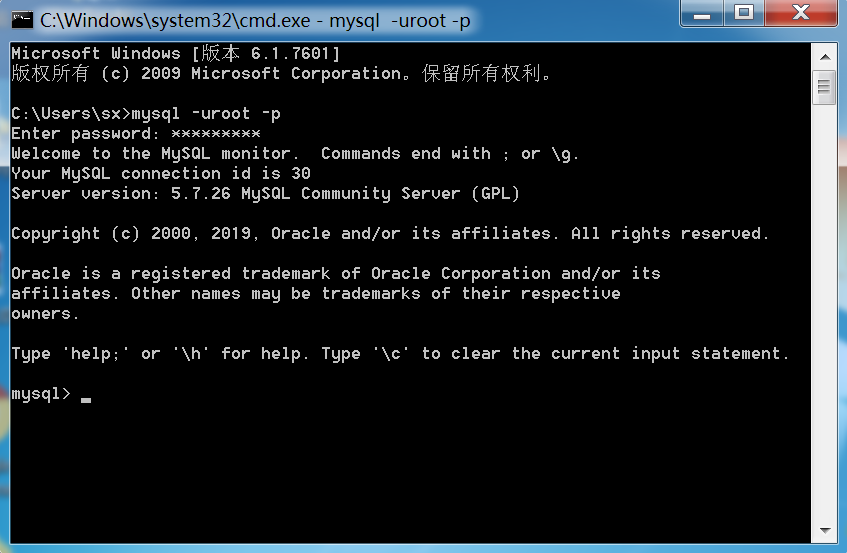 C:\Windows\system32\cmd.exe - mysql  -uroot -p
Microsoft Windows [版本 6.1.7601]
版权所有 (c) 2009 Microsoft Corporation。保留所有权利。
C:\Users\sx>mysql -uroot -p
Enter password: *********
Welcome to the MySQL monitor.  Commands end with ; or \g.
Your MySQL connection id is 30
Server version: 5.7.26 MySQL Community Server (GPL)
Copyright (c) 2000, 2019, Oracle and/or its affiliates. All rights reserved.
Oracle is a registered trademark of Oracle Corporation and/or its
affiliates. Other names may be trademarks of their respective
owners.
Type 'help;' or '\h' for help. Type '\c' to clear the current input statement.
mysql> _